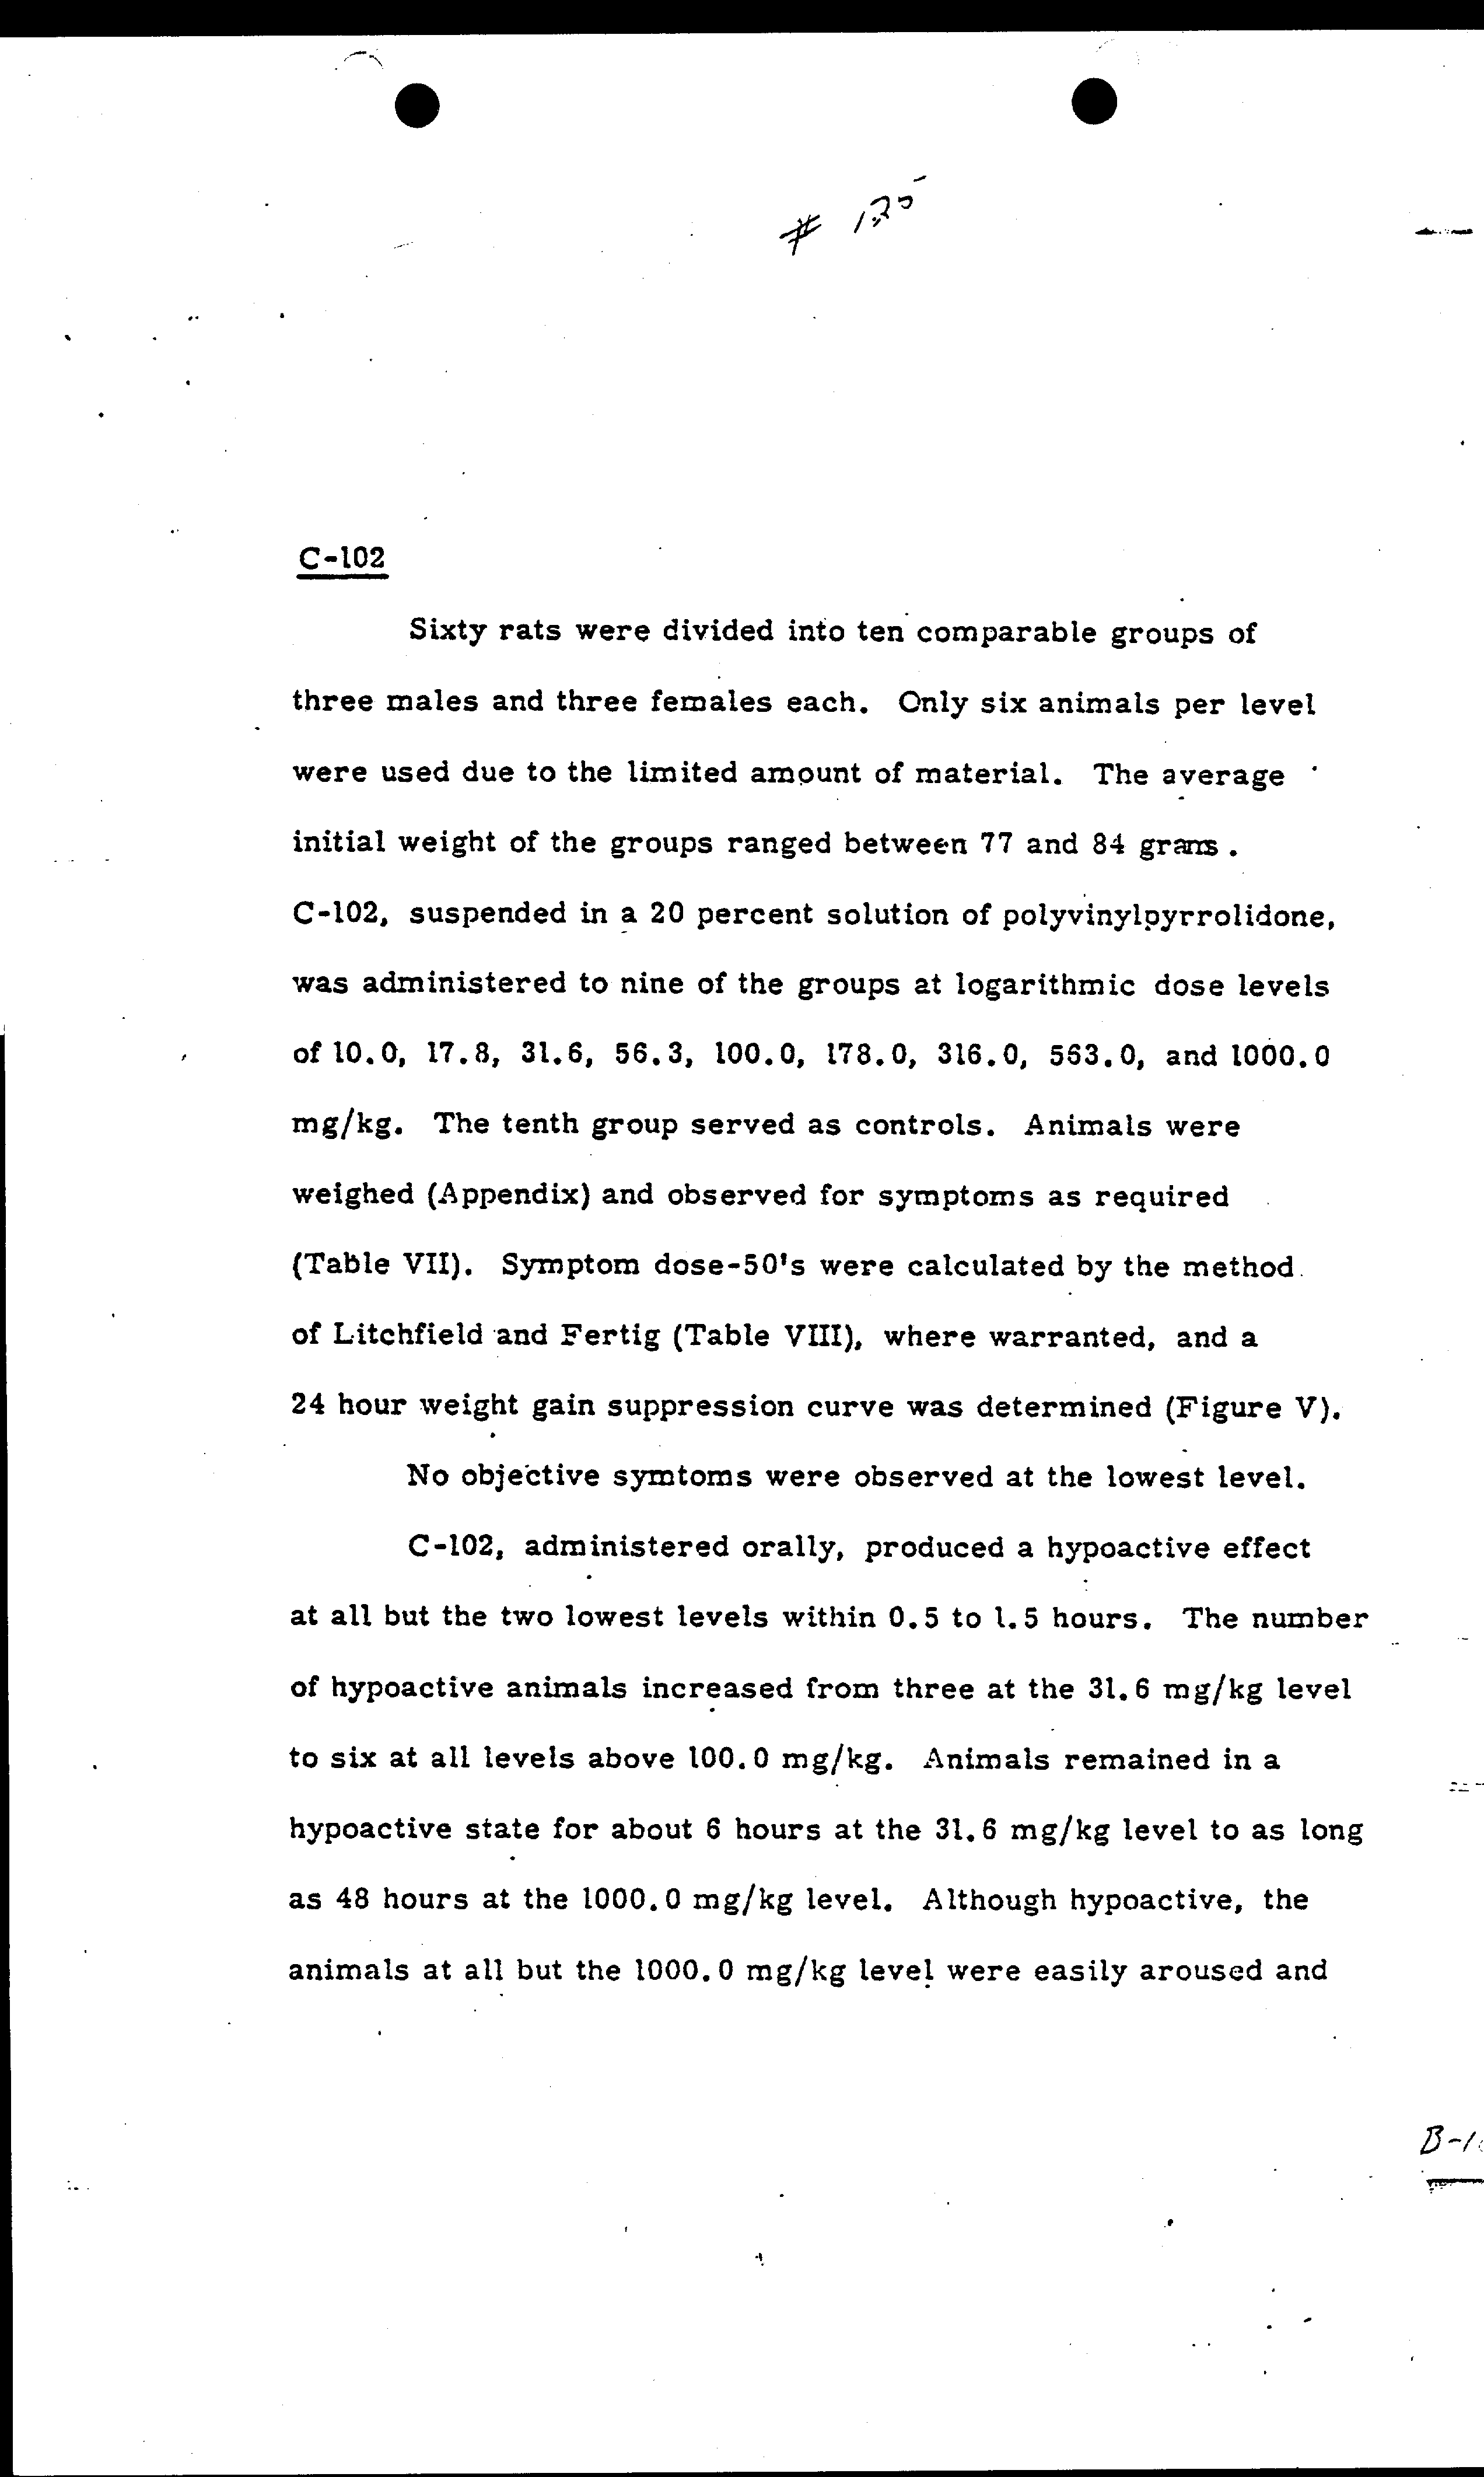 # 135
C-102
Sixty rats were divided into ten comparable groups of
three males and three females each. Only six animals per level
were used due to the limited amount of material. The average
initial weight of the groups ranged between 77 and 84 grams.
C-102, suspended in a 20 percent solution of polyvinylpyrrolidone,
was administered to nine of the groups at logarithmic dose levels
of 10.0, 17.8, 31.6, 56.3, 100.0, 178.0, 316.0, 563.0, and 1000.0
mg/kg. The tenth group served as controls. Animals were
weighed (Appendix) and observed for symptoms as required
(Table VII). Symptom dose-50's were calculated by the method
of Litchfield and Fertig (Table VIII), where warranted, and a
24 hour weight gain suppression curve was determined (Figure V).
No objective symtoms were observed at the lowest level.
C-102, administered orally, produced a hypoactive effect
at all but the two lowest levels within 0.5 to 1.5 hours. The number
of hypoactive animals increased from three at the 31.6 mg/kg level
to six at all levels above 100.0 mg/kg. Animals remained in a
hypoactive state for about 6 hours at the 31.6 mg/kg level to as long
as 48 hours at the 1000.0 mg/kg level. Although hypoactive, the
animals at all but the 1000.0 mg/kg level were easily aroused and